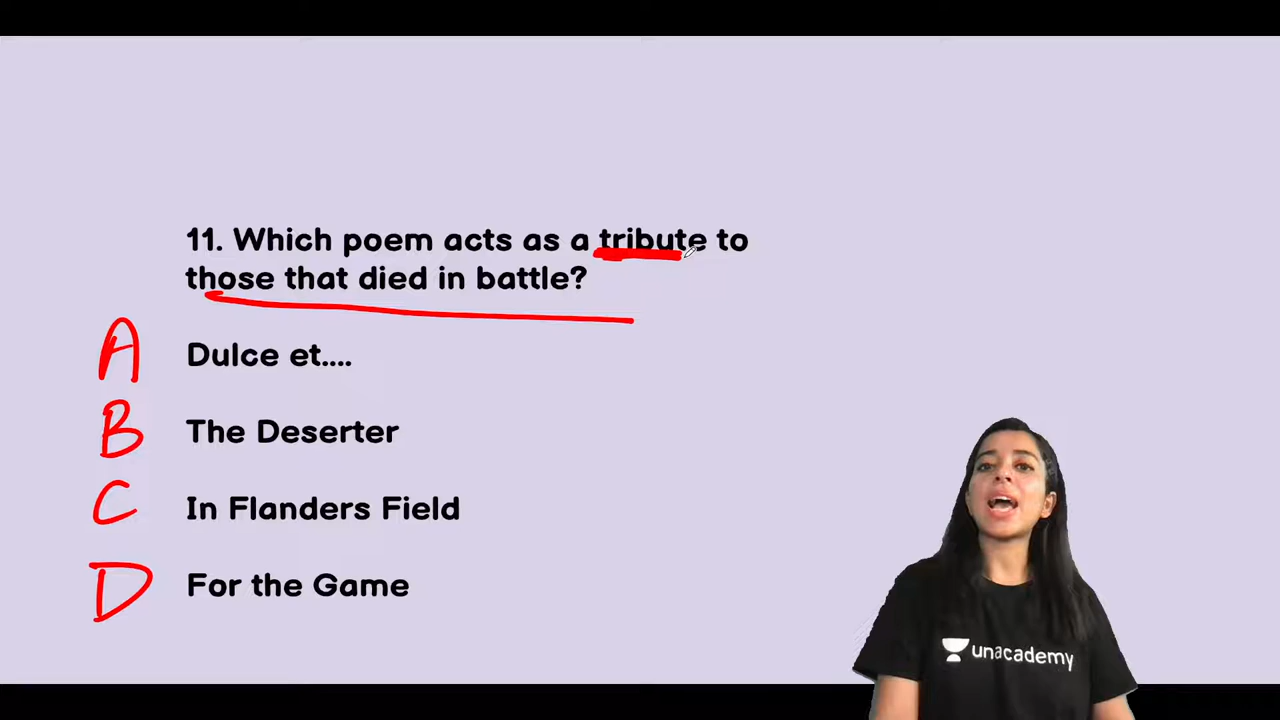 11. Which poem acts as a tribute to
those that died in battle?
A Dulce et....
B The Deserter
C In Flanders Field
D For the Game
unacademy